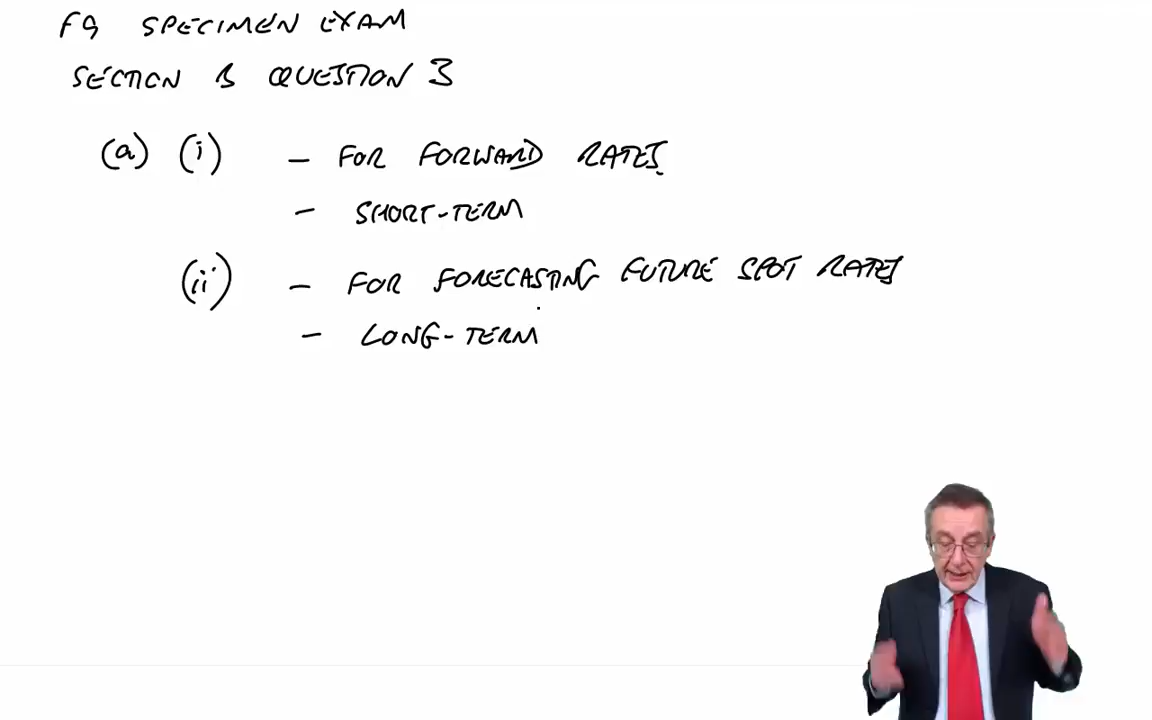 F9 SPECIMEN EXAM
SECTION B QUESTION 3
(a) (i) - FOR FORWARD RATES
- SHORT-TERM
(ii) - FOR FORECASTING FUTURE SPOT RATES
- LONG-TERM